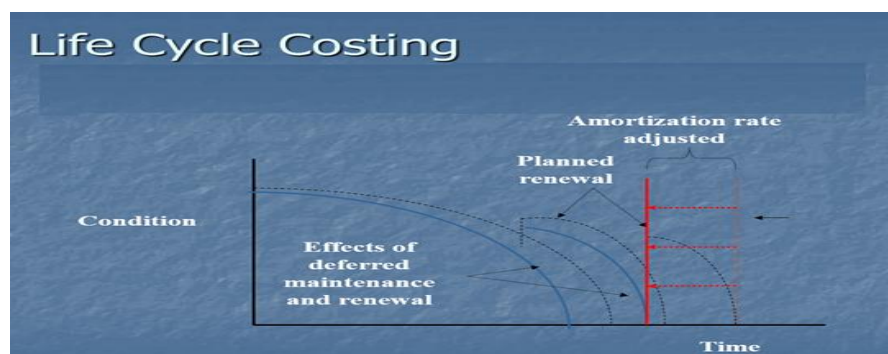 Life Cycle Costing
Amortization rate
adjusted
Planned
renewal
Condition
Effects of
deferred
maintenance
and renewal
Time